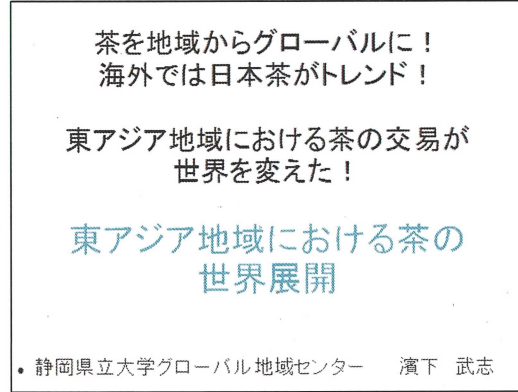 茶を地域からグローバルに！
海外では日本茶がトレンド！
東アジア地域における茶の交易が
世界を変えた！
東アジア地域における茶の
世界展開
• 静岡県立大学グローバル地域センター　濱下 武志